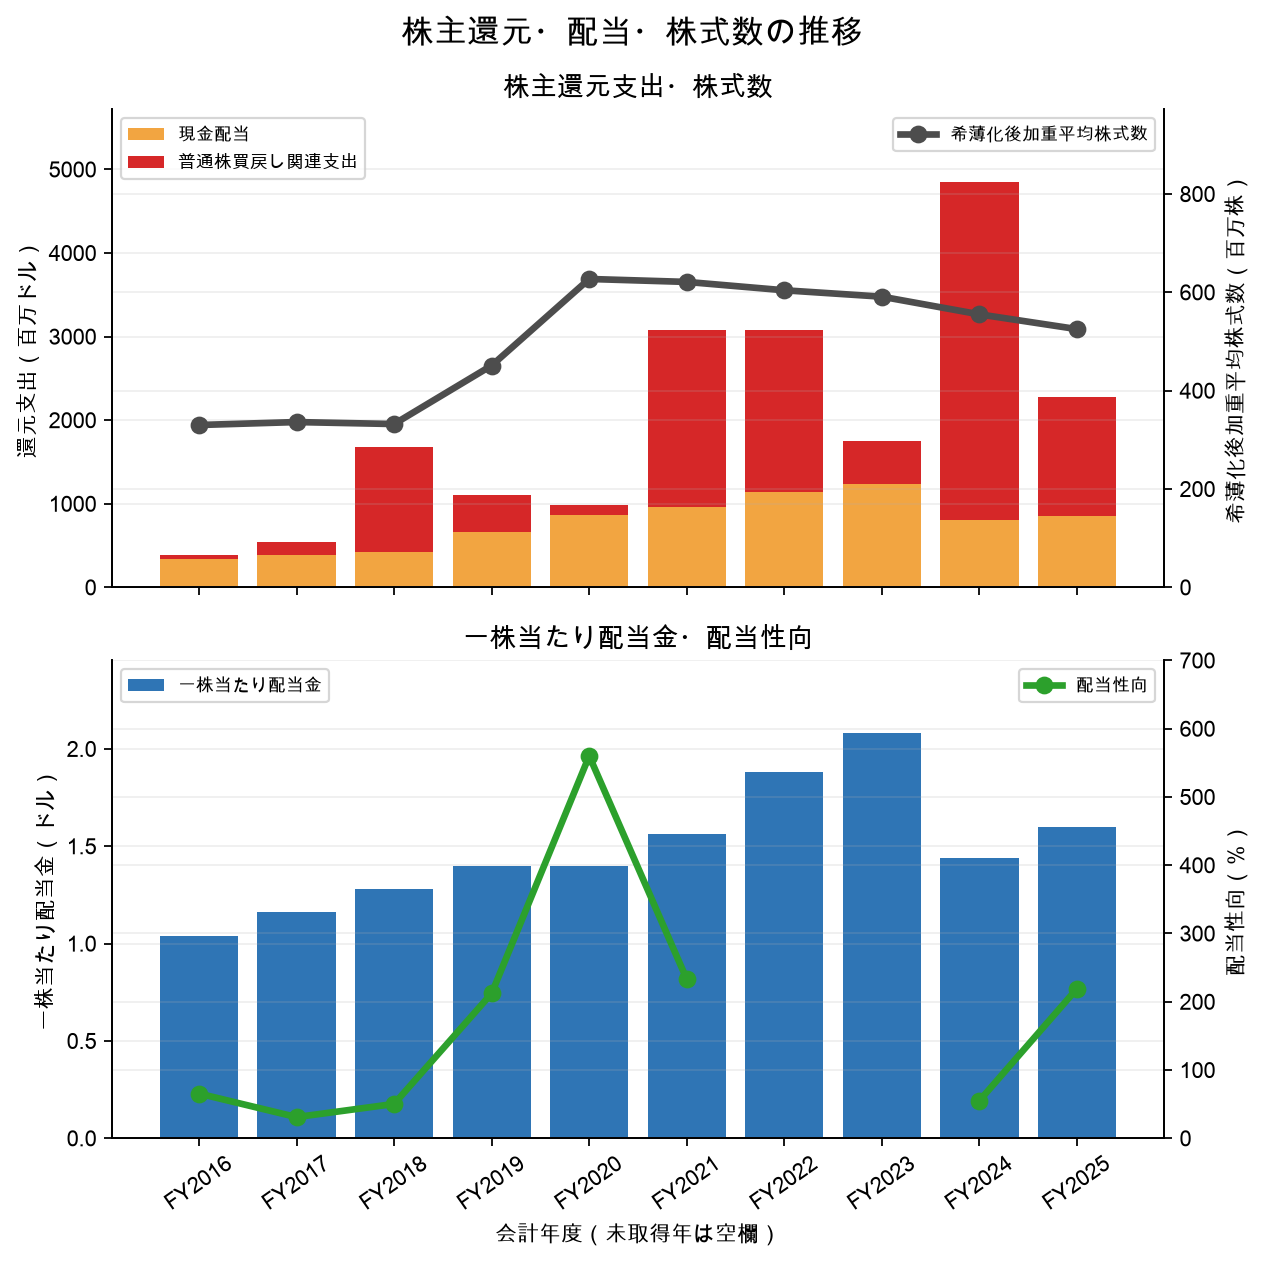 株主還元・配当・株式数の推移
株主還元支出・株式数
現金配当
普通株買戻し関連支出
希薄化後加重平均株式数
還元支出(百万ドル)
5000
4000
3000
2000
1000
0
800
600
400
200
0
希薄化後加重平均株式数(百万株)
一株当たり配当金・配当性向
一株当たり配当金
配当性向
一株当たり配当金(ドル)
2.0
1.5
1.0
0.5
0.0
700
600
500
400
300
200
100
0
配当性向(%)
FY2016
FY2017
FY2018
FY2019
FY2020
FY2021
FY2022
FY2023
FY2024
FY2025
会計年度(未取得年は空欄)